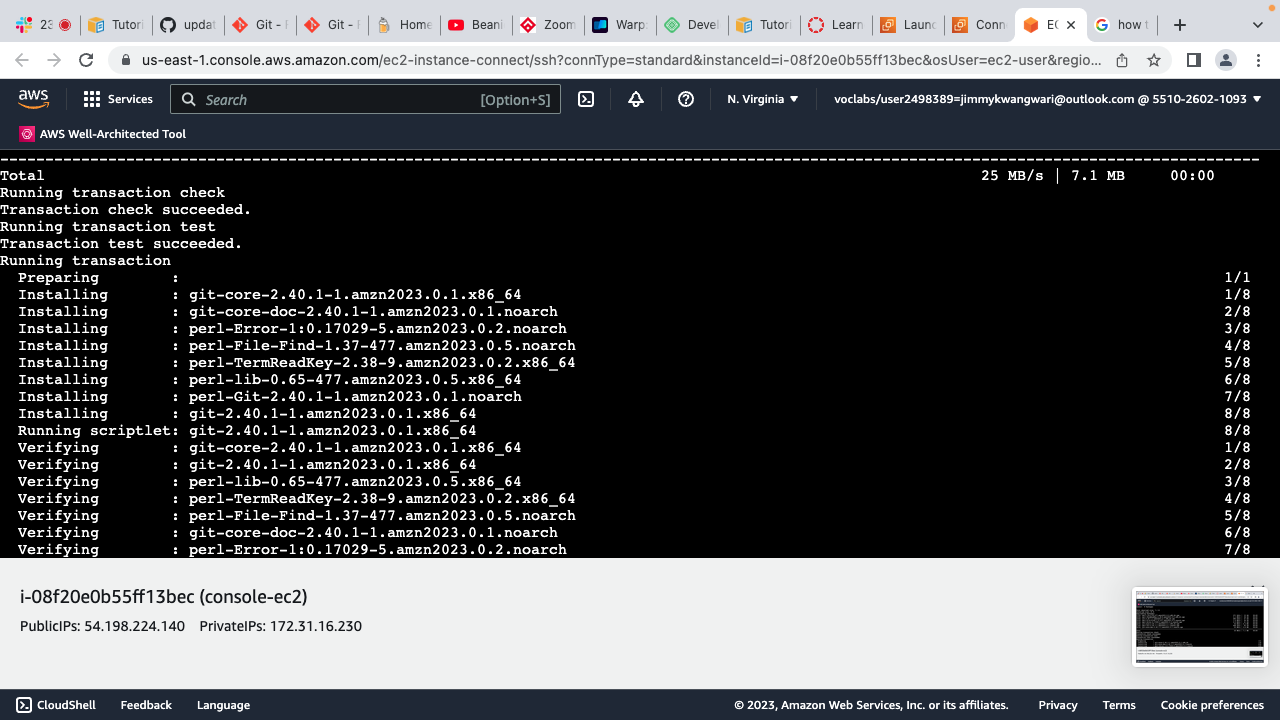 23
Tutori
updat
Git - F
Git - F
Home
Beani
Zoom
Warp:
Deve
Tutori
Learn
Launc
Conn
EC
how t
us-east-1.console.aws.amazon.com/ec2-instance-connect/ssh?connType=standard&instanceId=i-08f20e0b55ff13bec&osUser=ec2-user&regio...
aws
Services
Search
[Option+S]
N. Virginia
voclabs/user2498389=jimmykwangwari@outlook.com @ 5510-2602-1093
AWS Well-Architected Tool
Total 25 MB/s | 7.1 MB 00:00
Running transaction check
Transaction check succeeded.
Running transaction test
Transaction test succeeded.
Running transaction
Preparing : 1/1
Installing : git-core-2.40.1-1.amzn2023.0.1.x86_64 1/8
Installing : git-core-doc-2.40.1-1.amzn2023.0.1.noarch 2/8
Installing : perl-Error-1:0.17029-5.amzn2023.0.2.noarch 3/8
Installing : perl-File-Find-1.37-477.amzn2023.0.5.noarch 4/8
Installing : perl-TermReadKey-2.38-9.amzn2023.0.2.x86_64 5/8
Installing : perl-lib-0.65-477.amzn2023.0.5.x86_64 6/8
Installing : perl-Git-2.40.1-1.amzn2023.0.1.noarch 7/8
Installing : git-2.40.1-1.amzn2023.0.1.x86_64 8/8
Running scriptlet: git-2.40.1-1.amzn2023.0.1.x86_64 8/8
Verifying : git-core-2.40.1-1.amzn2023.0.1.x86_64 1/8
Verifying : git-2.40.1-1.amzn2023.0.1.x86_64 2/8
Verifying : perl-lib-0.65-477.amzn2023.0.5.x86_64 3/8
Verifying : perl-TermReadKey-2.38-9.amzn2023.0.2.x86_64 4/8
Verifying : perl-File-Find-1.37-477.amzn2023.0.5.noarch 5/8
Verifying : git-core-doc-2.40.1-1.amzn2023.0.1.noarch 6/8
Verifying : perl-Error-1:0.17029-5.amzn2023.0.2.noarch 7/8
i-08f20e0b55ff13bec (console-ec2)
PublicIPs: 54.198.224.140 PrivateIPs: 172.31.16.230
CloudShell
Feedback
Language
© 2023, Amazon Web Services, Inc. or its affiliates.
Privacy
Terms
Cookie preferences